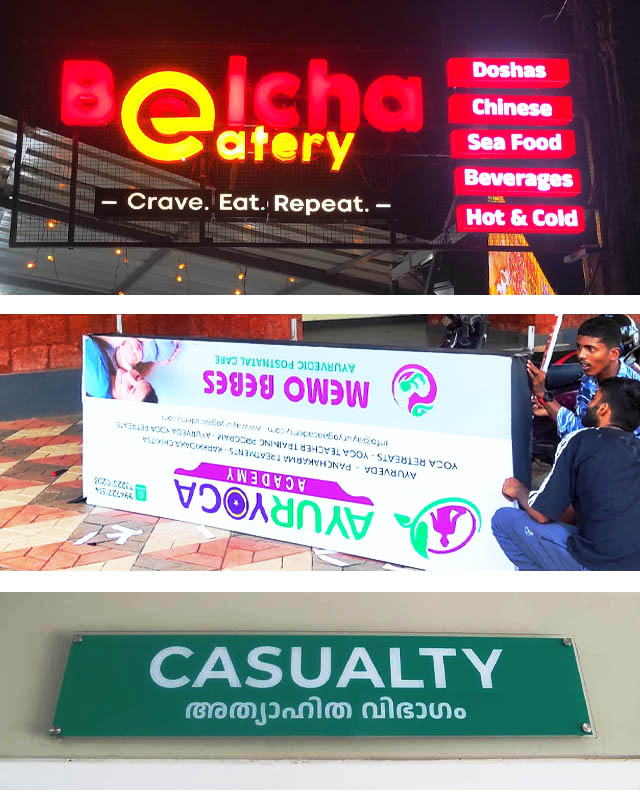 Belcha
eatery
– Crave. Eat. Repeat. –
Doshas
Chinese
Sea Food
Beverages
Hot & Cold
AYURYOGA
ACADEMY
AYURVEDA - PANCHAKARMA TREATMENTS - KARKKIDAKA CHIKITSA
YOGA RETREATS - YOGA TEACHER TRAINING PROGRAM - AYURVEDA YOGA RETREATS
MEMO BEBES
AYURVEDIC POSTNATAL CARE
CASUALTY
അത്യാഹിത വിഭാഗം